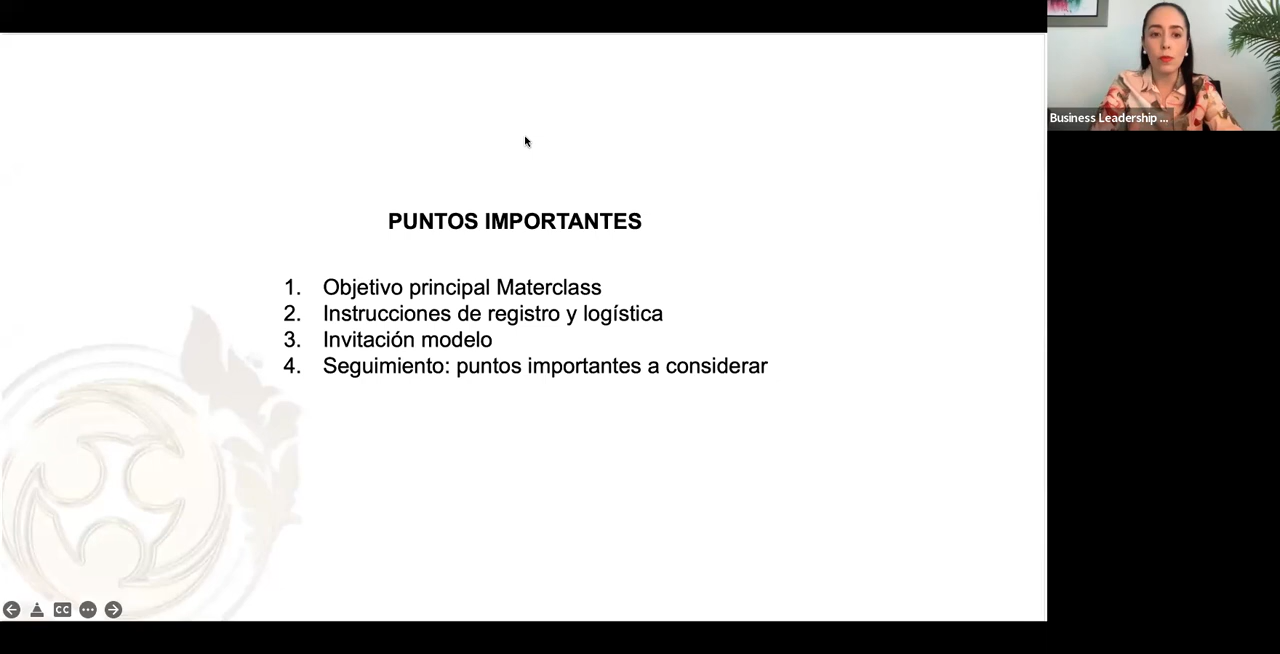 PUNTOS IMPORTANTES
1. Objetivo principal Materclass
2. Instrucciones de registro y logística
3. Invitación modelo
4. Seguimiento: puntos importantes a considerar
Business Leadership ...
CC